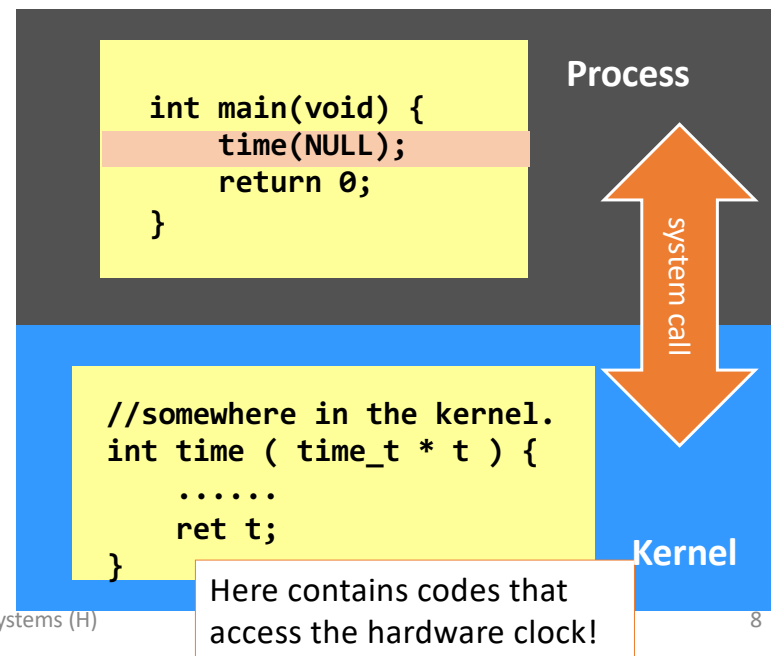 Process
int main(void) {
time(NULL);
return 0;
}
system call
//somewhere in the kernel.
int time ( time_t * t ) {
......
ret t;
}
Kernel
Here contains codes that
access the hardware clock!
ystems (H)
8